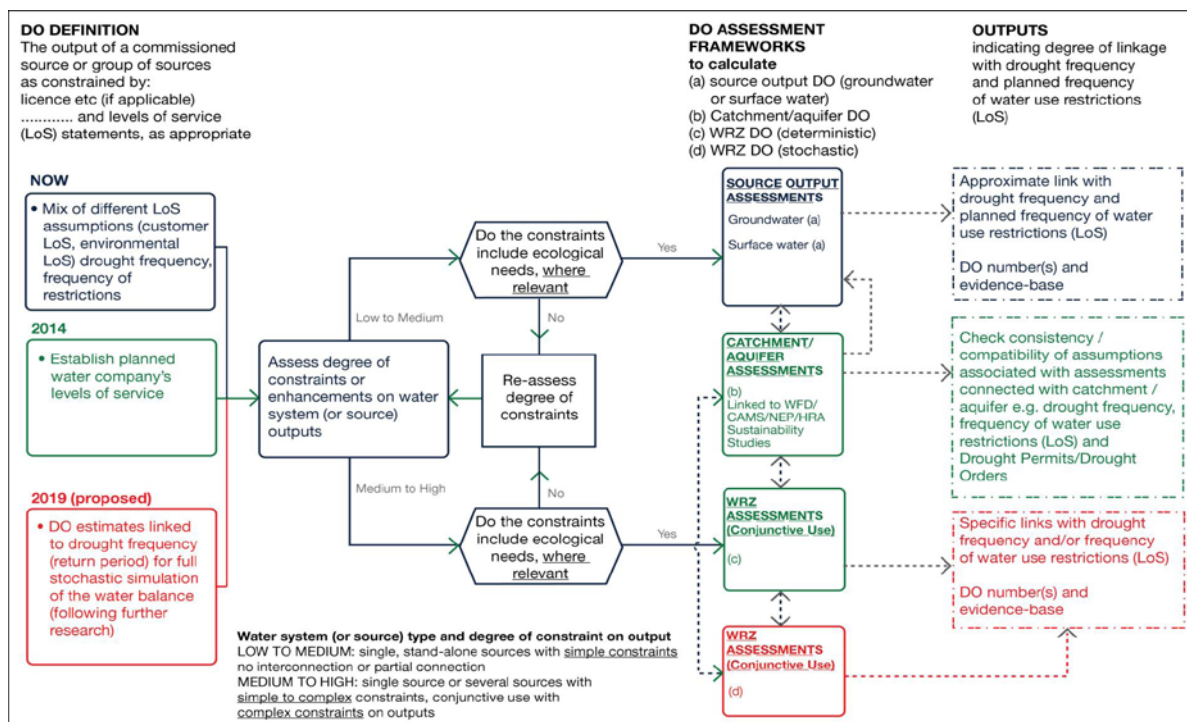 DO DEFINITION
The output of a commissioned
source or group of sources
as constrained by:
licence etc (if applicable)
............ and levels of service
(LoS) statements, as appropriate
DO ASSESSMENT
FRAMEWORKS
to calculate
(a) source output DO (groundwater
or surface water)
(b) Catchment/aquifer DO
(c) WRZ DO (deterministic)
(d) WRZ DO (stochastic)
OUTPUTS
indicating degree of linkage
with drought frequency
and planned frequency
of water use restrictions
(LoS)
NOW
• Mix of different LoS
assumptions (customer
LoS, environmental
LoS) drought frequency,
frequency of
restrictions
2014
• Establish planned
water company's
levels of service
2019 (proposed)
• DO estimates linked
to drought frequency
(return period) for full
stochastic simulation
of the water balance
(following further
research)
Assess degree of
constraints or
enhancements on water
system (or source)
outputs
Low to Medium
Medium to High
Do the constraints
include ecological
needs, where
relevant
Yes
No
Re-assess
degree of
constraints
No
Do the constraints
include ecological
needs, where
relevant
Yes
SOURCE OUTPUT
ASSESSMENTS
Groundwater (a)
Surface water (a)
CATCHMENT/
AQUIFER
ASSESSMENTS
(b)
Linked to WFD/
CAMS/NEP/HRA
Sustainability
Studies
WRZ
ASSESSMENTS
(Conjunctive Use)
(c)
WRZ
ASSESSMENTS
(Conjunctive Use)
(d)
Approximate link with
drought frequency and
planned frequency of water
use restrictions (LoS)
DO number(s) and
evidence-base
Check consistency /
compatibility of assumptions
associated with assessments
connected with catchment /
aquifer e.g. drought frequency,
frequency of water use
restrictions (LoS) and
Drought Permits/Drought
Orders
Specific links with drought
frequency and/or frequency
of water use restrictions (LoS)
DO number(s) and
evidence-base
Water system (or source) type and degree of constraint on output
LOW TO MEDIUM: single, stand-alone sources with simple constraints
no interconnection or partial connection
MEDIUM TO HIGH: single source or several sources with
simple to complex constraints, conjunctive use with
complex constraints on outputs